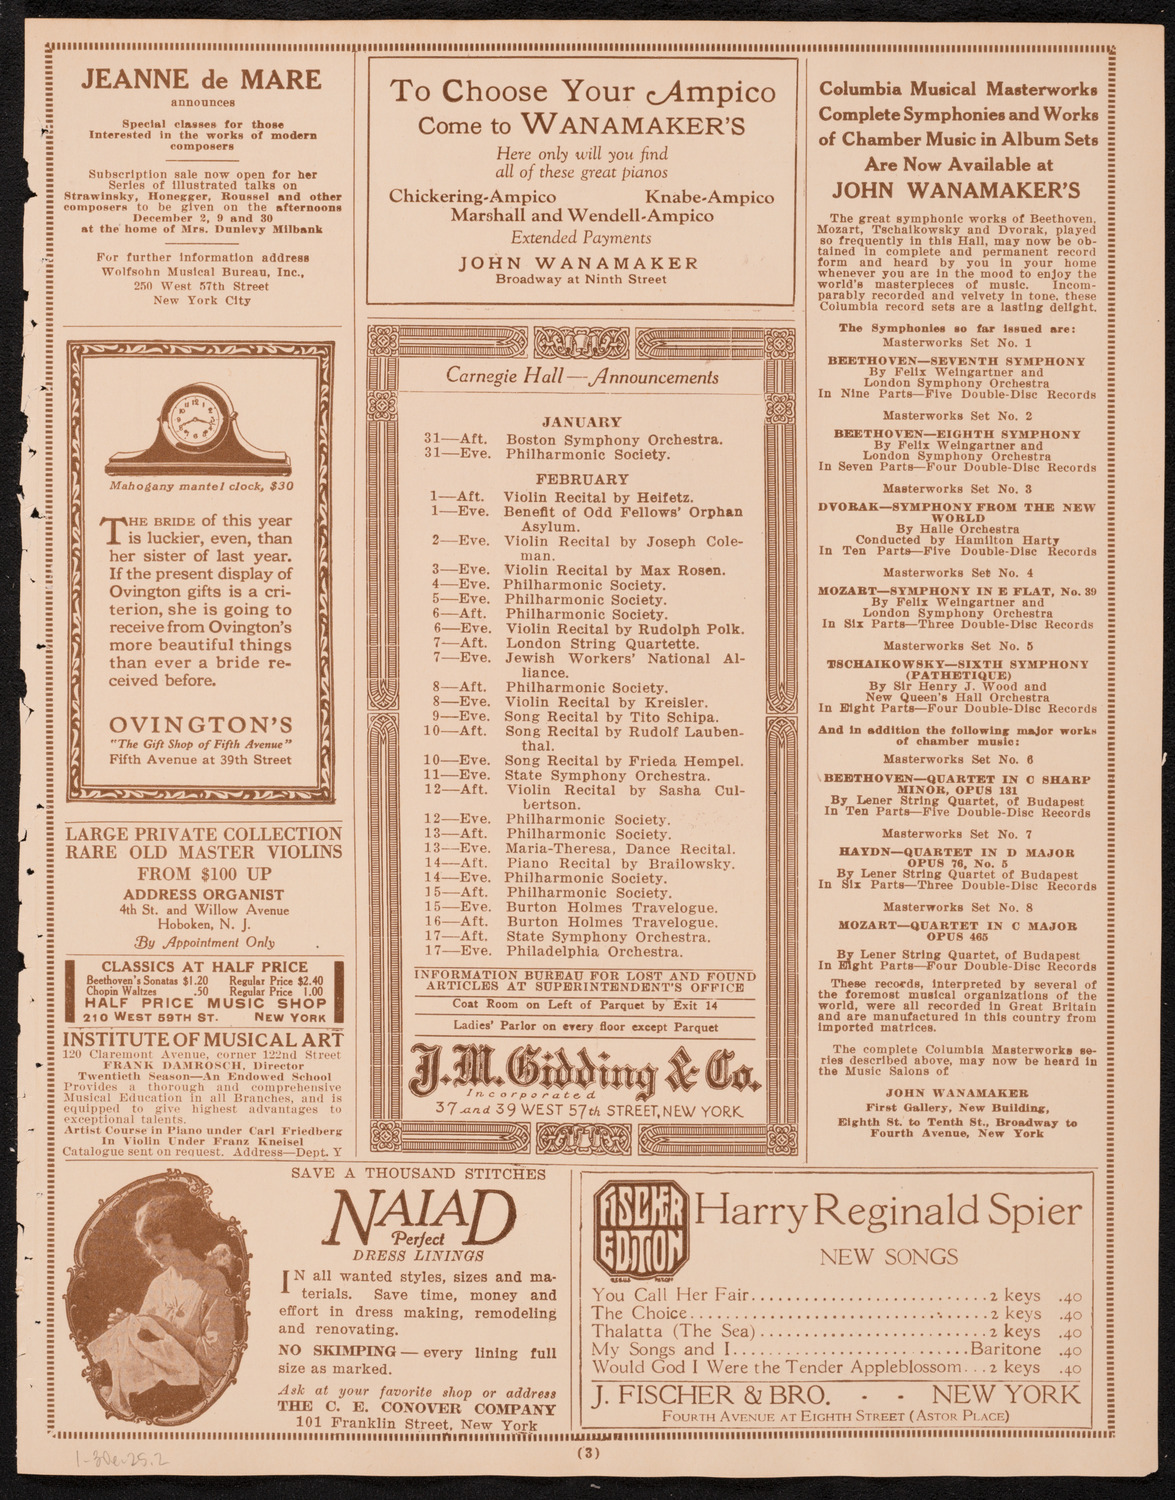 JEANNE de MARE
announces
Special classes for those
Interested in the works of modern
composers
Subscription sale now open for her
Series of illustrated talks on
Strawinsky, Honegger, Roussel and other
composers to be given on the afternoons
December 2, 9 and 30
at the home of Mrs. Dunlevy Milbank
For further information address
Wolfsohn Musical Bureau, Inc.,
250 West 57th Street
New York City
Mahogany mantel clock, $30
THE BRIDE of this year
is luckier, even, than
her sister of last year.
If the present display of
Ovington gifts is a cri-
terion, she is going to
receive from Ovington's
more beautiful things
than ever a bride re-
ceived before.
OVINGTON'S
"The Gift Shop of Fifth Avenue"
Fifth Avenue at 39th Street
LARGE PRIVATE COLLECTION
RARE OLD MASTER VIOLINS
FROM $100 UP
ADDRESS ORGANIST
4th St. and Willow Avenue
Hoboken, N. J.
By Appointment Only
CLASSICS AT HALF PRICE
Beethoven's Sonatas $1.20 Regular Price $2.40
Chopin Waltzes .50 Regular Price 1.00
HALF PRICE MUSIC SHOP
210 WEST 59TH ST. NEW YORK
INSTITUTE OF MUSICAL ART
120 Claremont Avenue, corner 122nd Street
FRANK DAMROSCH, Director
Twentieth Season—An Endowed School
Provides a thorough and comprehensive
Musical Education in all Branches, and is
equipped to give highest advantages to
exceptional talents.
Artist Course in Piano under Carl Friedberg
In Violin Under Franz Kneisel
Catalogue sent on request. Address—Dept. Y
To Choose Your Ampico
Come to WANAMAKER'S
Here only will you find
all of these great pianos
Chickering-Ampico Knabe-Ampico
Marshall and Wendell-Ampico
Extended Payments
JOHN WANAMAKER
Broadway at Ninth Street
Carnegie Hall—Announcements
JANUARY
31—Aft. Boston Symphony Orchestra.
31—Eve. Philharmonic Society.
FEBRUARY
1—Aft. Violin Recital by Heifetz.
1—Eve. Benefit of Odd Fellows' Orphan
Asylum.
2—Eve. Violin Recital by Joseph Cole-
man.
3—Eve. Violin Recital by Max Rosen.
4—Eve. Philharmonic Society.
5—Eve. Philharmonic Society.
6—Aft. Philharmonic Society.
6—Eve. Violin Recital by Rudolph Polk.
7—Aft. London String Quartette.
7—Eve. Jewish Workers' National Al-
liance.
8—Aft. Philharmonic Society.
8—Eve. Violin Recital by Kreisler.
9—Eve. Song Recital by Tito Schipa.
10—Aft. Song Recital by Rudolf Lauben-
thal.
10—Eve. Song Recital by Frieda Hempel.
11—Eve. State Symphony Orchestra.
12—Aft. Violin Recital by Sasha Cul-
bertson.
12—Eve. Philharmonic Society.
13—Aft. Philharmonic Society.
13—Eve. Maria-Theresa, Dance Recital.
14—Aft. Piano Recital by Brailowsky.
14—Eve. Philharmonic Society.
15—Aft. Philharmonic Society.
15—Eve. Burton Holmes Travelogue.
16—Aft. Burton Holmes Travelogue.
17—Aft. State Symphony Orchestra.
17—Eve. Philadelphia Orchestra.
INFORMATION BUREAU FOR LOST AND FOUND
ARTICLES AT SUPERINTENDENT'S OFFICE
Coat Room on Left of Parquet by Exit 14
Ladies' Parlor on every floor except Parquet
J. M. Gidding & Co.
Incorporated
37 and 39 WEST 57th STREET, NEW YORK
Columbia Musical Masterworks
Complete Symphonies and Works
of Chamber Music in Album Sets
Are Now Available at
JOHN WANAMAKER'S
The great symphonic works of Beethoven,
Mozart, Tschaikowsky and Dvorak, played
so frequently in this Hall, may now be ob-
tained in complete and permanent record
form and heard by you in your home
whenever you are in the mood to enjoy the
world's masterpieces of music. Incom-
parably recorded and velvety in tone, these
Columbia record sets are a lasting delight.
The Symphonies so far issued are:
Masterworks Set No. 1
BEETHOVEN—SEVENTH SYMPHONY
By Felix Weingartner and
London Symphony Orchestra
In Nine Parts—Five Double-Disc Records
Masterworks Set No. 2
BEETHOVEN—EIGHTH SYMPHONY
By Felix Weingartner and
London Symphony Orchestra
In Seven Parts—Four Double-Disc Records
Masterworks Set No. 3
DVORAK—SYMPHONY FROM THE NEW
WORLD
By Halle Orchestra
Conducted by Hamilton Harty
In Ten Parts—Five Double-Disc Records
Masterworks Set No. 4
MOZART—SYMPHONY IN E FLAT, No. 39
By Felix Weingartner and
London Symphony Orchestra
In Six Parts—Three Double-Disc Records
Masterworks Set No. 5
TSCHAIKOWSKY—SIXTH SYMPHONY
(PATHETIQUE)
By Sir Henry J. Wood and
New Queen's Hall Orchestra
In Eight Parts—Four Double-Disc Records
And in addition the following major works
of chamber music:
Masterworks Set No. 6
BEETHOVEN—QUARTET IN C SHARP
MINOR, OPUS 131
By Lener String Quartet, of Budapest
In Ten Parts—Five Double-Disc Records
Masterworks Set No. 7
HAYDN—QUARTET IN D MAJOR
OPUS 76, No. 5
By Lener String Quartet of Budapest
In Six Parts—Three Double-Disc Records
Masterworks Set No. 8
MOZART—QUARTET IN C MAJOR
OPUS 465
By Lener String Quartet, of Budapest
In Eight Parts—Four Double-Disc Records
These records, interpreted by several of
the foremost musical organizations of the
world, were all recorded in Great Britain
and are manufactured in this country from
imported matrices.
The complete Columbia Masterworks se-
ries described above, may now be heard in
the Music Salons of
JOHN WANAMAKER
First Gallery, New Building,
Eighth St. to Tenth St., Broadway to
Fourth Avenue, New York
SAVE A THOUSAND STITCHES
NAIAD
Perfect
DRESS LININGS
IN all wanted styles, sizes and ma-
terials. Save time, money and
effort in dress making, remodeling
and renovating.
NO SKIMPING — every lining full
size as marked.
Ask at your favorite shop or address
THE C. E. CONOVER COMPANY
101 Franklin Street, New York
FISCHER
EDITION
Harry Reginald Spier
NEW SONGS
You Call Her Fair..........2 keys .40
The Choice..........2 keys .40
Thalatta (The Sea)..........2 keys .40
My Songs and I..........Baritone .40
Would God I Were the Tender Appleblossom...2 keys .40
J. FISCHER & BRO. - - NEW YORK
FOURTH AVENUE AT EIGHTH STREET (ASTOR PLACE)
(3)